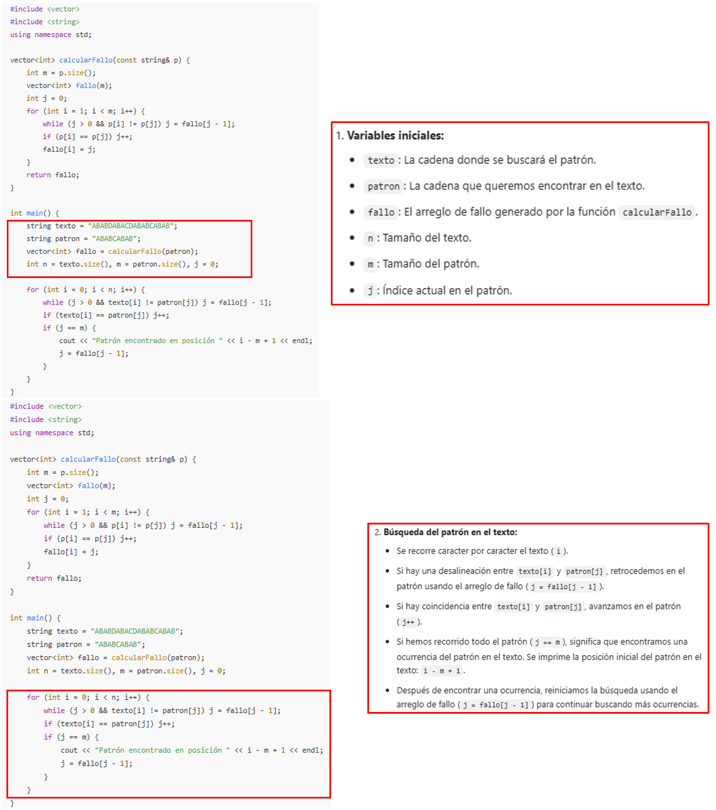 #include <vector>
#include <string>
using namespace std;

vector<int> calcularFallo(const string& p) {
    int m = p.size();
    vector<int> fallo(m);
    int j = 0;
    for (int i = 1; i < m; i++) {
        while (j > 0 && p[i] != p[j]) j = fallo[j - 1];
        if (p[i] == p[j]) j++;
        fallo[i] = j;
    }
    return fallo;
}

int main() {
    string texto = "ABABDABACDABABCABAB";
    string patron = "ABABCABAB";
    vector<int> fallo = calcularFallo(patron);
    int n = texto.size(), m = patron.size(), j = 0;

    for (int i = 0; i < n; i++) {
        while (j > 0 && texto[i] != patron[j]) j = fallo[j - 1];
        if (texto[i] == patron[j]) j++;
        if (j == m) {
            cout << "Patrón encontrado en posición " << i - m + 1 << endl;
            j = fallo[j - 1];
        }
    }
}
1. Variables iniciales:
• texto: La cadena donde se buscará el patrón.
• patron: La cadena que queremos encontrar en el texto.
• fallo: El arreglo de fallo generado por la función calcularFallo.
• n: Tamaño del texto.
• m: Tamaño del patrón.
• j: Índice actual en el patrón.
#include <vector>
#include <string>
using namespace std;

vector<int> calcularFallo(const string& p) {
    int m = p.size();
    vector<int> fallo(m);
    int j = 0;
    for (int i = 1; i < m; i++) {
        while (j > 0 && p[i] != p[j]) j = fallo[j - 1];
        if (p[i] == p[j]) j++;
        fallo[i] = j;
    }
    return fallo;
}

int main() {
    string texto = "ABABDABACDABABCABAB";
    string patron = "ABABCABAB";
    vector<int> fallo = calcularFallo(patron);
    int n = texto.size(), m = patron.size(), j = 0;

    for (int i = 0; i < n; i++) {
        while (j > 0 && texto[i] != patron[j]) j = fallo[j - 1];
        if (texto[i] == patron[j]) j++;
        if (j == m) {
            cout << "Patrón encontrado en posición " << i - m + 1 << endl;
            j = fallo[j - 1];
        }
    }
}
2. Búsqueda del patrón en el texto:
• Se recorre caracter por caracter el texto (i).
• Si hay una desalineación entre texto[i] y patron[j], retrocedemos en el
patrón usando el arreglo de fallo (j = fallo[j - 1]).
• Si hay coincidencia entre texto[i] y patron[j], avanzamos en el patrón
(j++).
• Si hemos recorrido todo el patrón (j == m), significa que encontramos una
ocurrencia del patrón en el texto. Se imprime la posición inicial del patrón en el
texto: i - m + 1.
• Después de encontrar una ocurrencia, reiniciamos la búsqueda usando el
arreglo de fallo (j = fallo[j - 1]) para continuar buscando más ocurrencias.